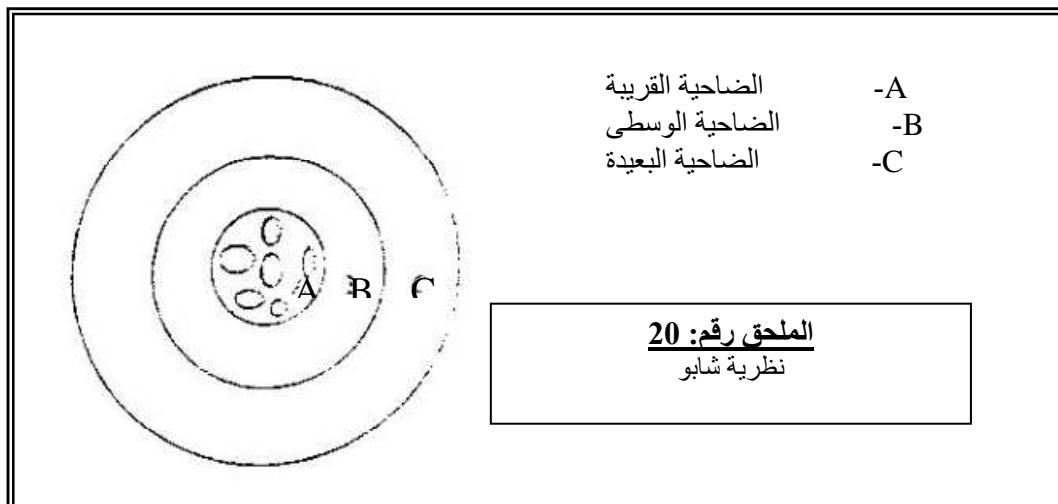 A- الضاحية القريبة
B- الضاحية الوسطى
C- الضاحية البعيدة
A B C
الملحق رقم: 20
نظرية شابو